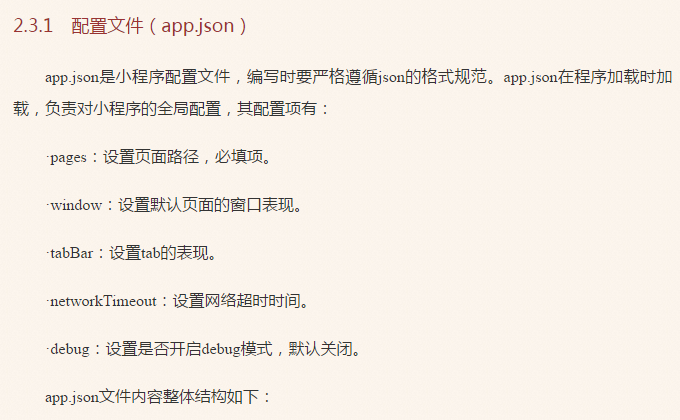 2.3.1 配置文件（app.json）
app.json是小程序配置文件，编写时要严格遵循json的格式规范。app.json在程序加载时加
载，负责对小程序的全局配置，其配置项有：
·pages：设置页面路径，必填项。
·window：设置默认页面的窗口表现。
·tabBar：设置tab的表现。
·networkTimeout：设置网络超时时间。
·debug：设置是否开启debug模式，默认关闭。
app.json文件内容整体结构如下：